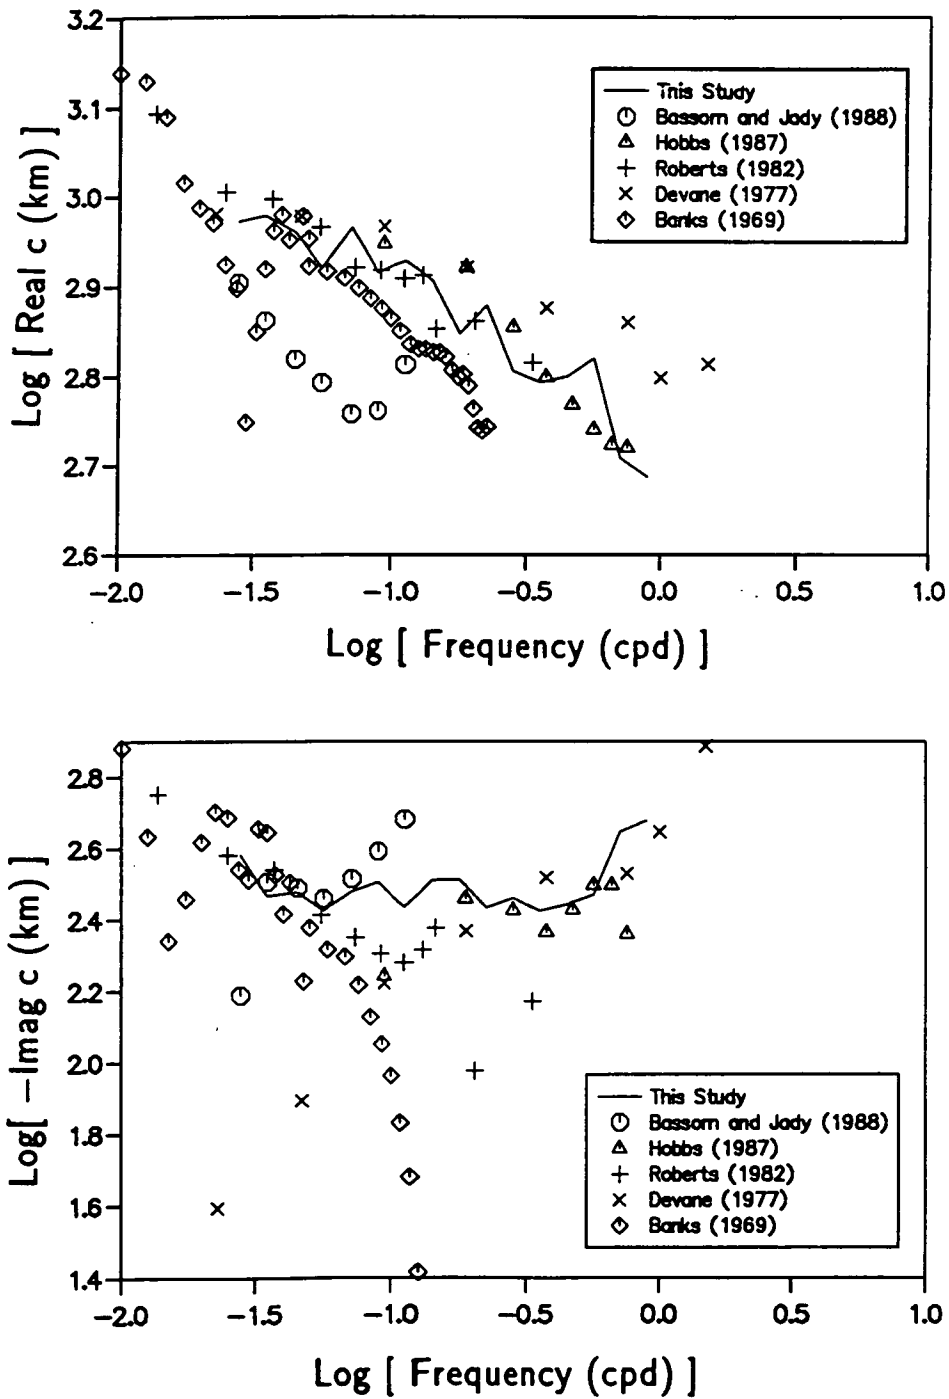 3.2
3.1
3.0
2.9
2.8
2.7
2.6
Log [ Real c (km) ]
This Study
Bassom and Jady (1988)
Hobbs (1987)
Roberts (1982)
Devane (1977)
Banks (1969)
−2.0 −1.5 −1.0 −0.5 0.0 0.5 1.0
Log [ Frequency (cpd) ]
2.8
2.6
2.4
2.2
2.0
1.8
1.6
1.4
Log[ −Imag c (km) ]
This Study
Bassom and Jady (1988)
Hobbs (1987)
Roberts (1982)
Devane (1977)
Banks (1969)
−2.0 −1.5 −1.0 −0.5 0.0 0.5 1.0
Log [ Frequency (cpd) ]